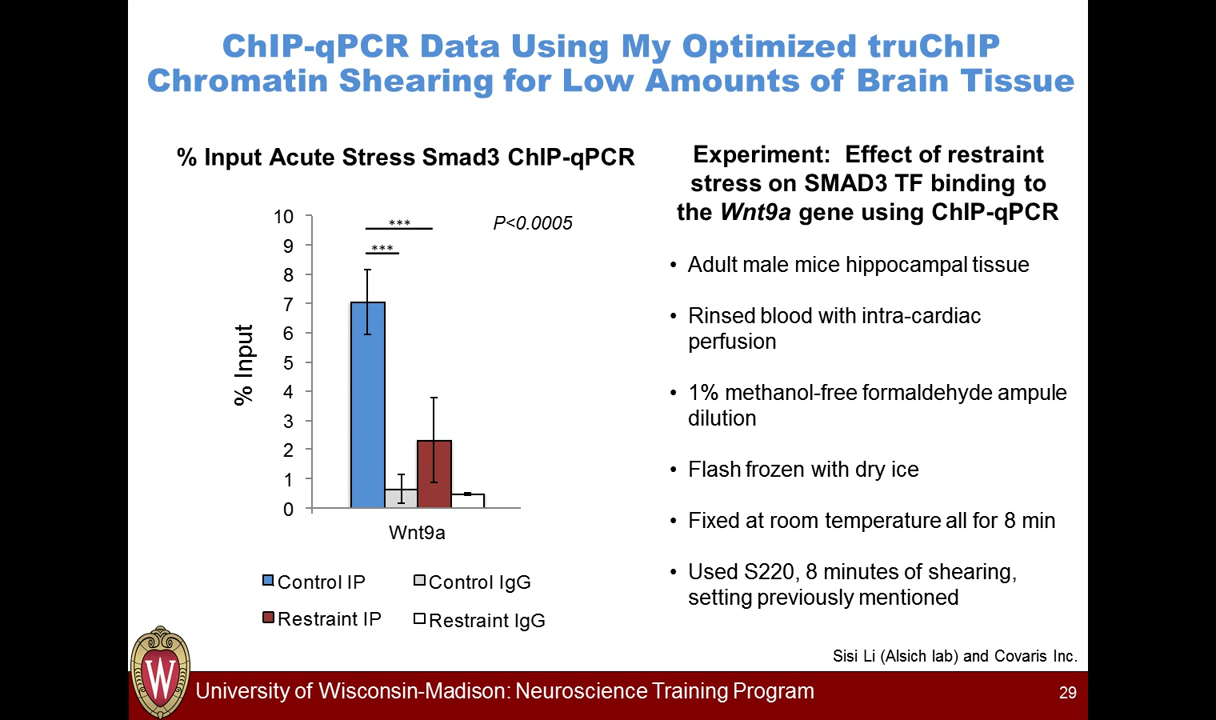 ChIP-qPCR Data Using My Optimized truChIP
Chromatin Shearing for Low Amounts of Brain Tissue
% Input Acute Stress Smad3 ChIP-qPCR
10
9
8
7
6
5
4
3
2
1
0
% Input
***
***
P<0.0005
Wnt9a
Control IP
Control IgG
Restraint IP
Restraint IgG
Experiment: Effect of restraint
stress on SMAD3 TF binding to
the Wnt9a gene using ChIP-qPCR
• Adult male mice hippocampal tissue
• Rinsed blood with intra-cardiac
perfusion
• 1% methanol-free formaldehyde ampule
dilution
• Flash frozen with dry ice
• Fixed at room temperature all for 8 min
• Used S220, 8 minutes of shearing,
setting previously mentioned
Sisi Li (Alsich lab) and Covaris Inc.
W
University of Wisconsin-Madison: Neuroscience Training Program
29